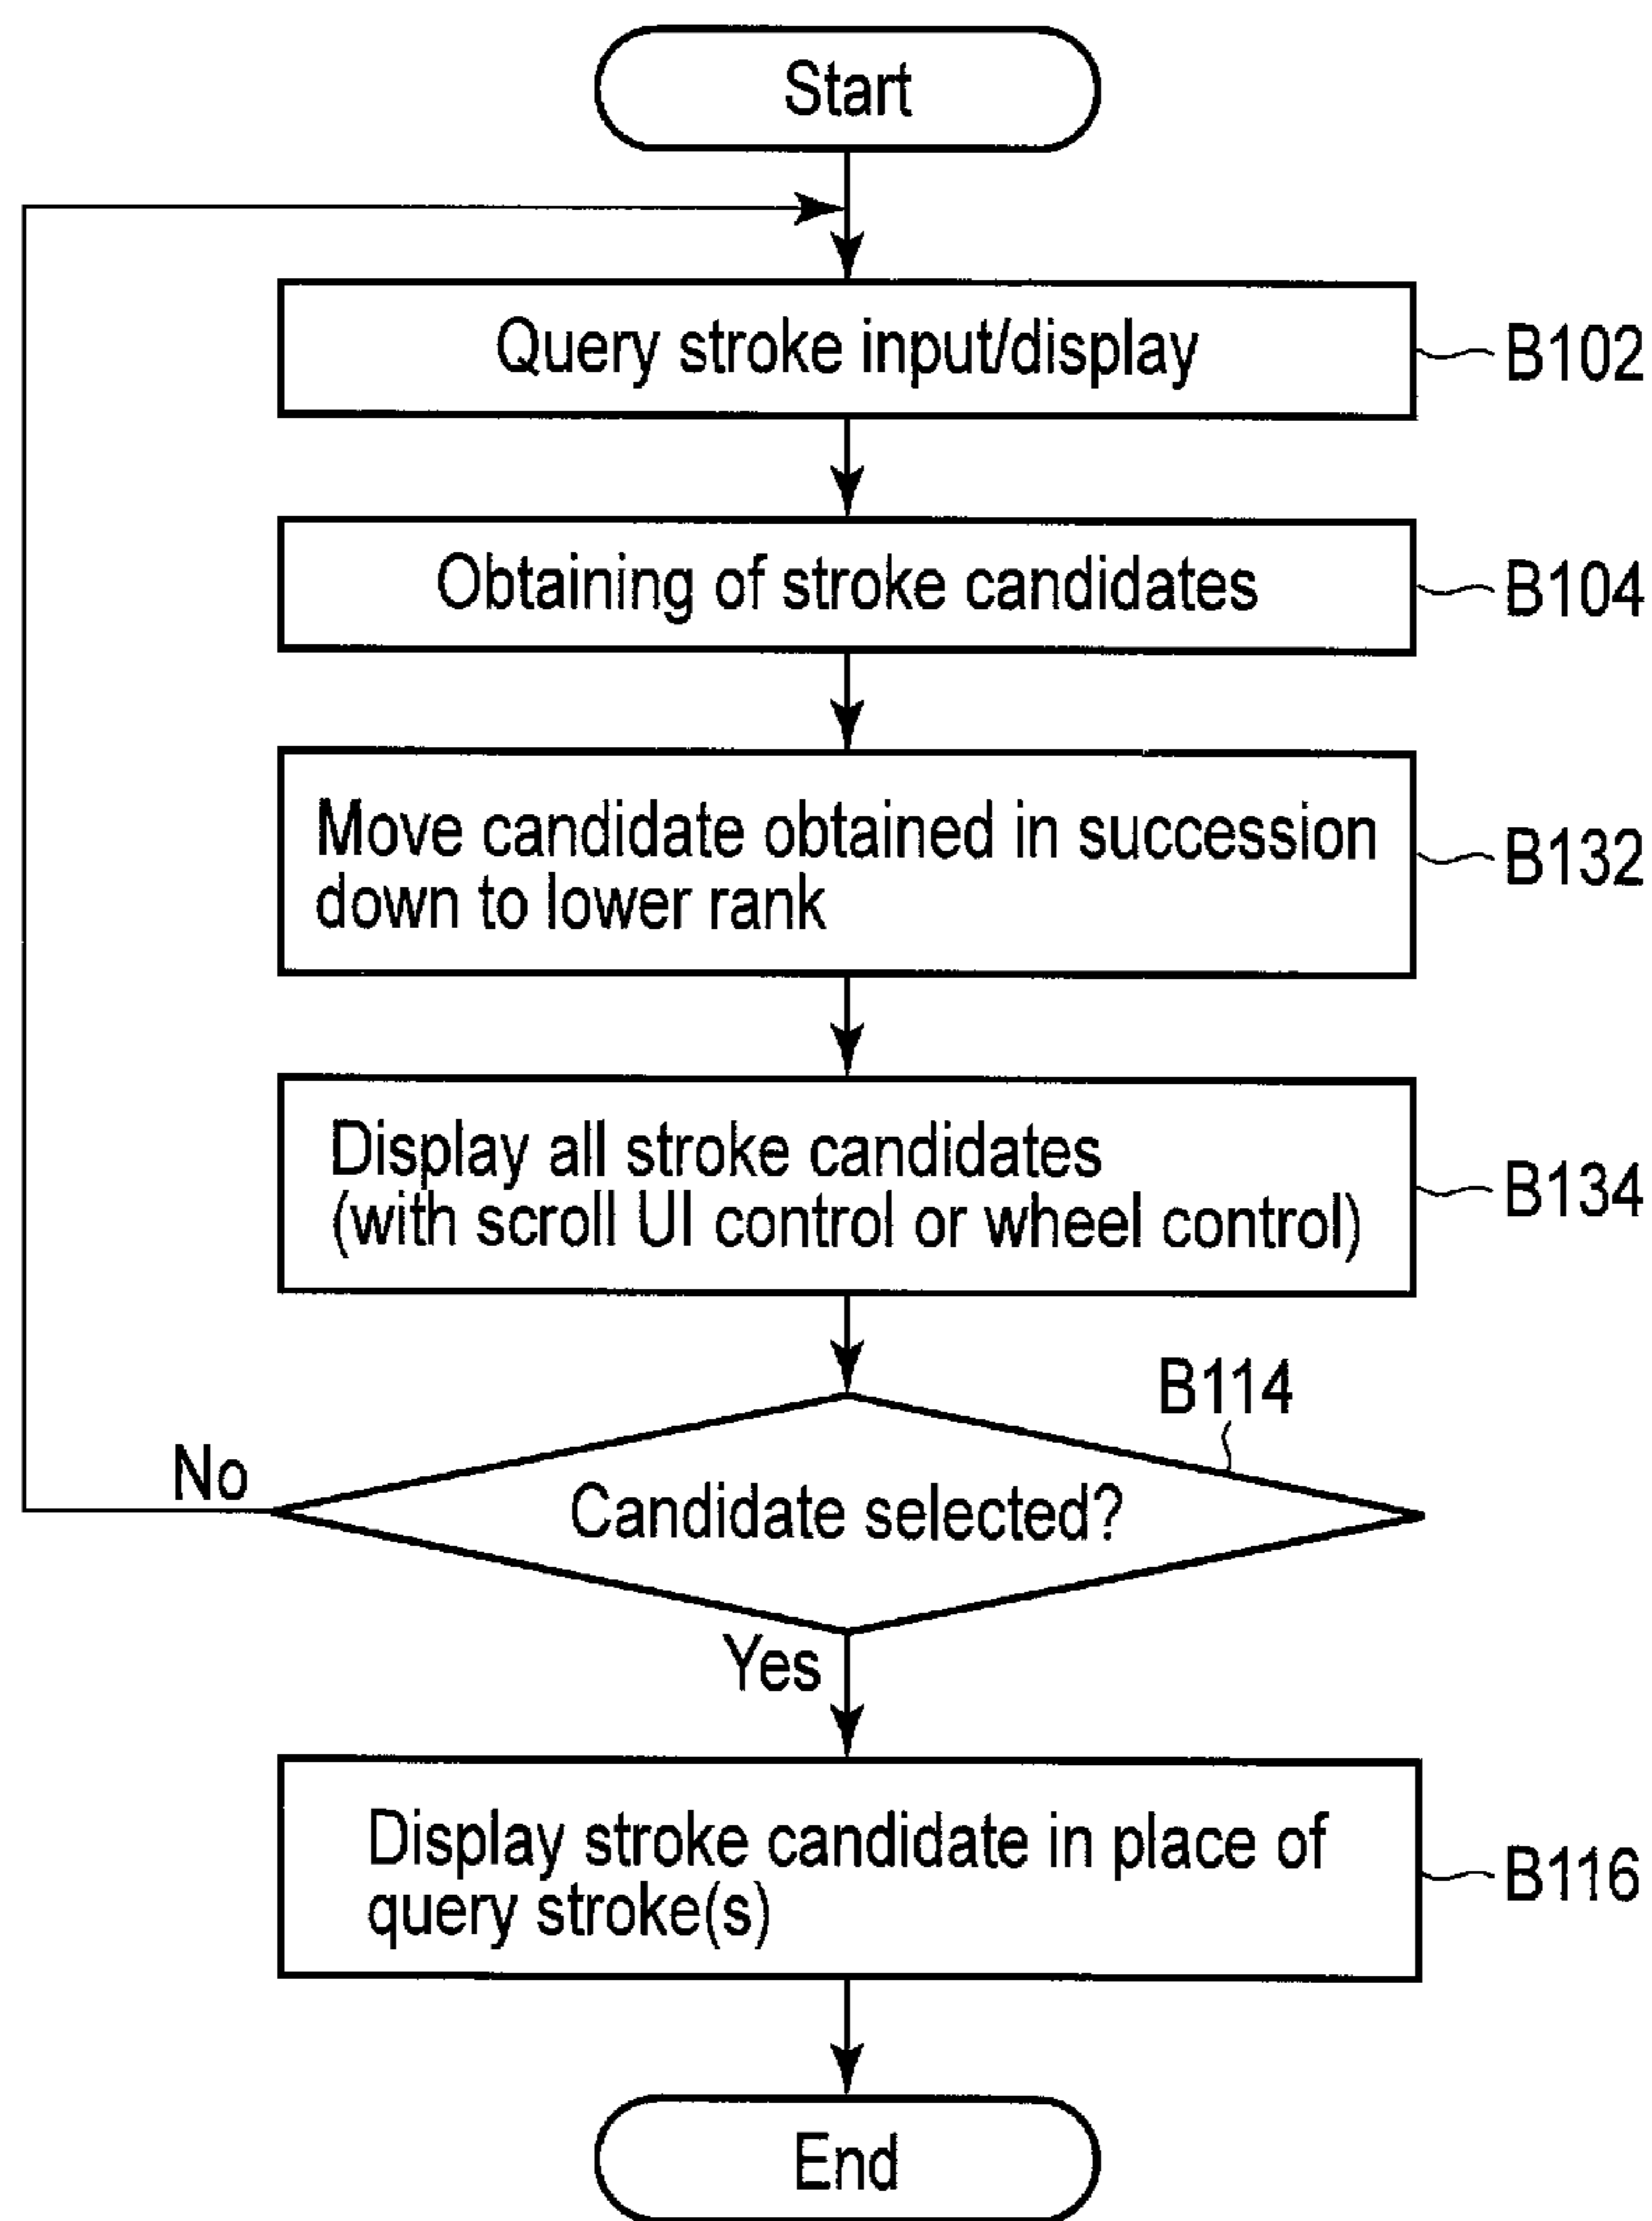 Start
Query stroke input/display
B102
Obtaining of stroke candidates
B104
Move candidate obtained in succession
down to lower rank
B132
Display all stroke candidates
(with scroll UI control or wheel control)
B134
B114
No
Candidate selected?
Yes
Display stroke candidate in place of
query stroke(s)
B116
End